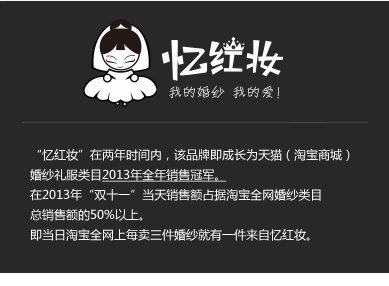 忆红妆
我的婚纱 我的爱！
“忆红妆”在两年时间内，该品牌即成长为天猫（淘宝商城）
婚纱礼服类目2013年全年销售冠军。
在2013年“双十一”当天销售额占据淘宝全网婚纱类目
总销售额的50%以上。
即当日淘宝全网上每卖三件婚纱就有一件来自忆红妆。